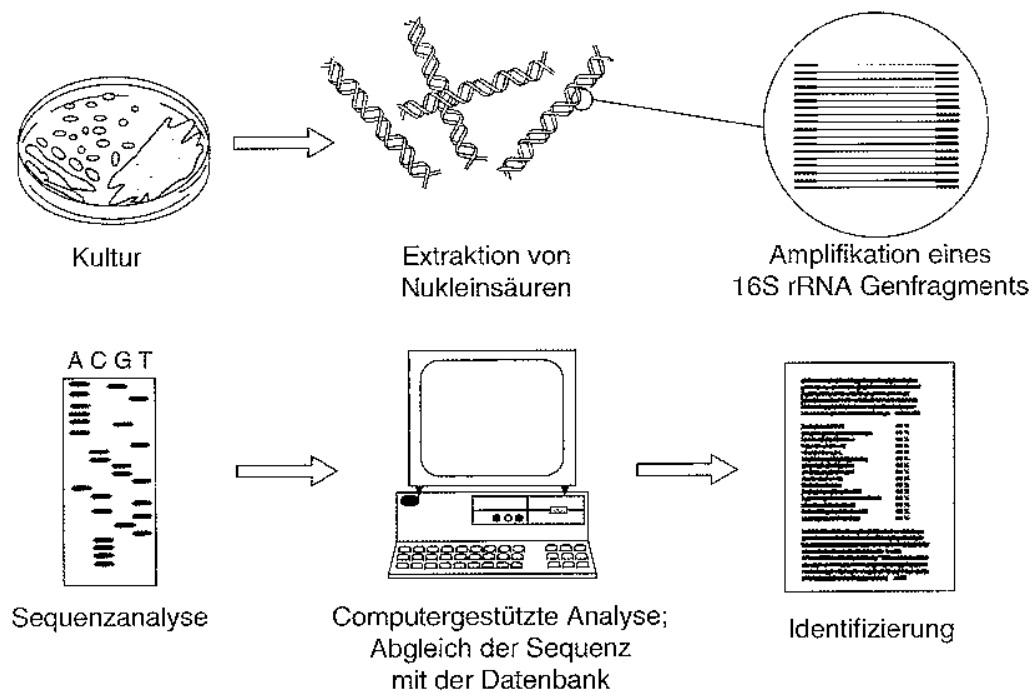 Kultur
Extraktion von
Nukleinsäuren
Amplifikation eines
16S rRNA Genfragments
A C G T
Sequenzanalyse
Computergestützte Analyse;
Abgleich der Sequenz
mit der Datenbank
Identifizierung